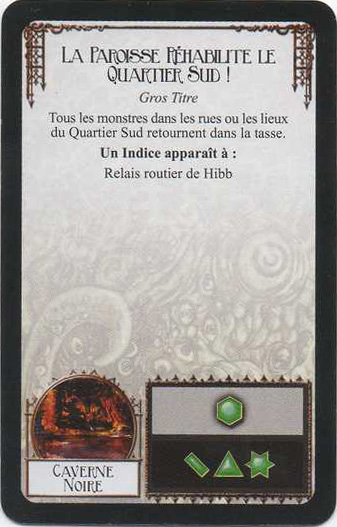 La Paroisse Réhabilite le
Quartier Sud !
Gros Titre
Tous les monstres dans les rues ou les lieux
du Quartier Sud retournent dans la tasse.
Un Indice apparaît à :
Relais routier de Hibb
Caverne
Noire